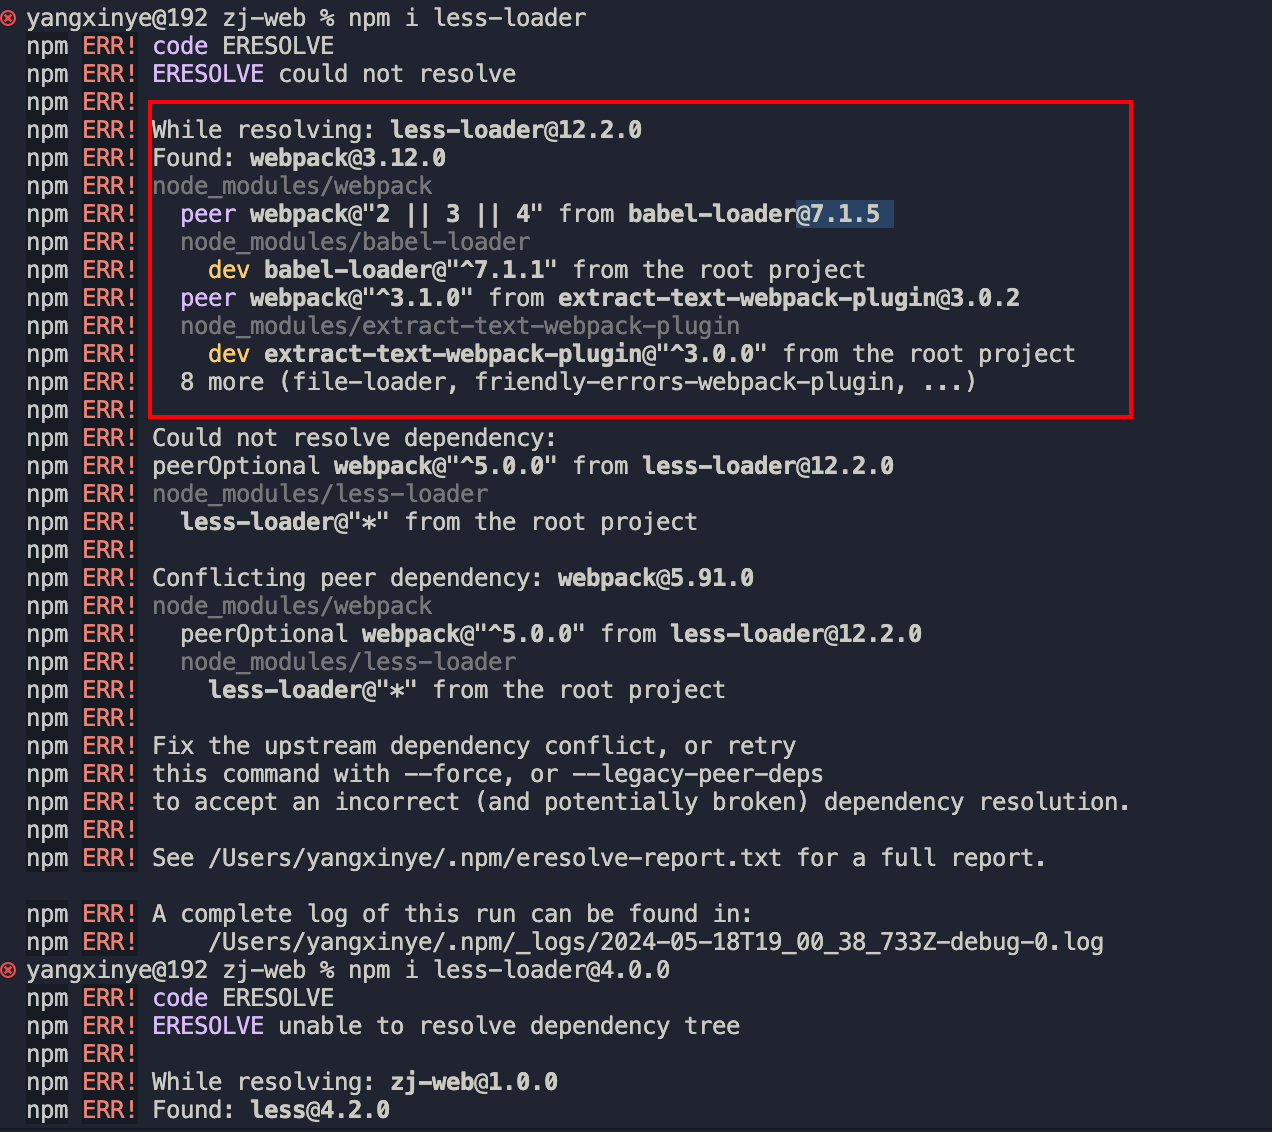 yangxinye@192 zj-web % npm i less-loader
npm ERR! code ERESOLVE
npm ERR! ERESOLVE could not resolve
npm ERR!
npm ERR! While resolving: less-loader@12.2.0
npm ERR! Found: webpack@3.12.0
npm ERR! node_modules/webpack
npm ERR!   peer webpack@"2 || 3 || 4" from babel-loader@7.1.5
npm ERR!   node_modules/babel-loader
npm ERR!     dev babel-loader@"^7.1.1" from the root project
npm ERR!   peer webpack@"^3.1.0" from extract-text-webpack-plugin@3.0.2
npm ERR!   node_modules/extract-text-webpack-plugin
npm ERR!     dev extract-text-webpack-plugin@"^3.0.0" from the root project
npm ERR!   8 more (file-loader, friendly-errors-webpack-plugin, ...)
npm ERR!
npm ERR! Could not resolve dependency:
npm ERR! peerOptional webpack@"^5.0.0" from less-loader@12.2.0
npm ERR! node_modules/less-loader
npm ERR!   less-loader@"*" from the root project
npm ERR!
npm ERR! Conflicting peer dependency: webpack@5.91.0
npm ERR! node_modules/webpack
npm ERR!   peerOptional webpack@"^5.0.0" from less-loader@12.2.0
npm ERR!   node_modules/less-loader
npm ERR!     less-loader@"*" from the root project
npm ERR!
npm ERR! Fix the upstream dependency conflict, or retry
npm ERR! this command with --force, or --legacy-peer-deps
npm ERR! to accept an incorrect (and potentially broken) dependency resolution.
npm ERR!
npm ERR! See /Users/yangxinye/.npm/eresolve-report.txt for a full report.
npm ERR! A complete log of this run can be found in:
npm ERR!     /Users/yangxinye/.npm/_logs/2024-05-18T19_00_38_733Z-debug-0.log
yangxinye@192 zj-web % npm i less-loader@4.0.0
npm ERR! code ERESOLVE
npm ERR! ERESOLVE unable to resolve dependency tree
npm ERR!
npm ERR! While resolving: zj-web@1.0.0
npm ERR! Found: less@4.2.0